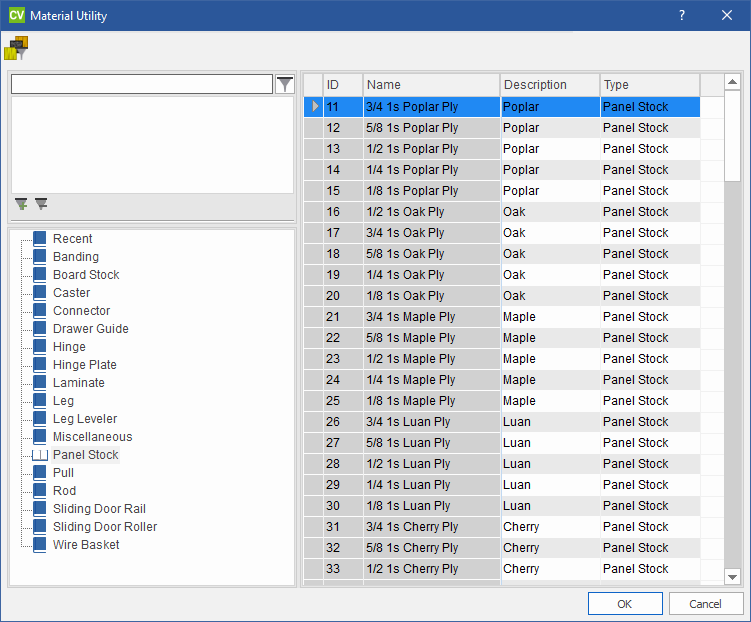 CV Material Utility ?
Recent
Banding
Board Stock
Caster
Connector
Drawer Guide
Hinge
Hinge Plate
Laminate
Leg
Leg Leveler
Miscellaneous
Panel Stock
Pull
Rod
Sliding Door Rail
Sliding Door Roller
Wire Basket
ID Name Description Type
11 3/4 1s Poplar Ply Poplar Panel Stock
12 5/8 1s Poplar Ply Poplar Panel Stock
13 1/2 1s Poplar Ply Poplar Panel Stock
14 1/4 1s Poplar Ply Poplar Panel Stock
15 1/8 1s Poplar Ply Poplar Panel Stock
16 1/2 1s Oak Ply Oak Panel Stock
17 3/4 1s Oak Ply Oak Panel Stock
18 5/8 1s Oak Ply Oak Panel Stock
19 1/4 1s Oak Ply Oak Panel Stock
20 1/8 1s Oak Ply Oak Panel Stock
21 3/4 1s Maple Ply Maple Panel Stock
22 5/8 1s Maple Ply Maple Panel Stock
23 1/2 1s Maple Ply Maple Panel Stock
24 1/4 1s Maple Ply Maple Panel Stock
25 1/8 1s Maple Ply Maple Panel Stock
26 3/4 1s Luan Ply Luan Panel Stock
27 5/8 1s Luan Ply Luan Panel Stock
28 1/2 1s Luan Ply Luan Panel Stock
29 1/4 1s Luan Ply Luan Panel Stock
30 1/8 1s Luan Ply Luan Panel Stock
31 3/4 1s Cherry Ply Cherry Panel Stock
32 5/8 1s Cherry Ply Cherry Panel Stock
33 1/2 1s Cherry Ply Cherry Panel Stock
OK Cancel